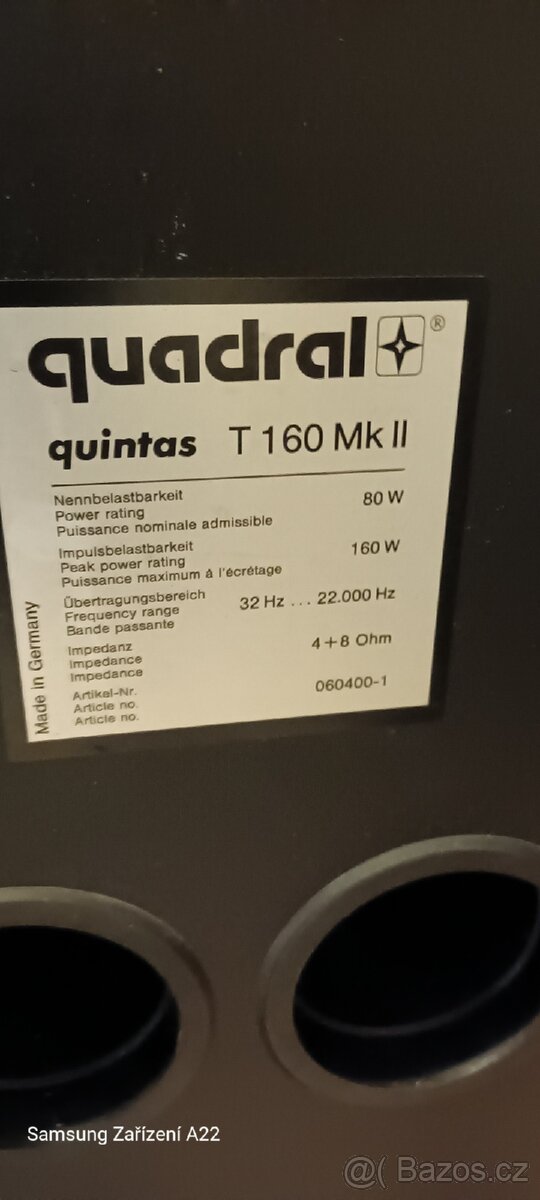 quadral ®
quintas T 160 Mk II
Nennbelastbarkeit
Power rating 80 W
Puissance nominale admissible
Impulsbelastbarkeit
Peak power rating 160 W
Puissance maximum á l'écrêtage
Übertragungsbereich
Frequency range 32 Hz ... 22.000 Hz
Bande passante
Impedanz
Impedance 4+8 Ohm
Impedance
Artikel-Nr.
Article no. 060400-1
Article no.
Made in Germany
Samsung Zařízení A22
@( Bazos.cz